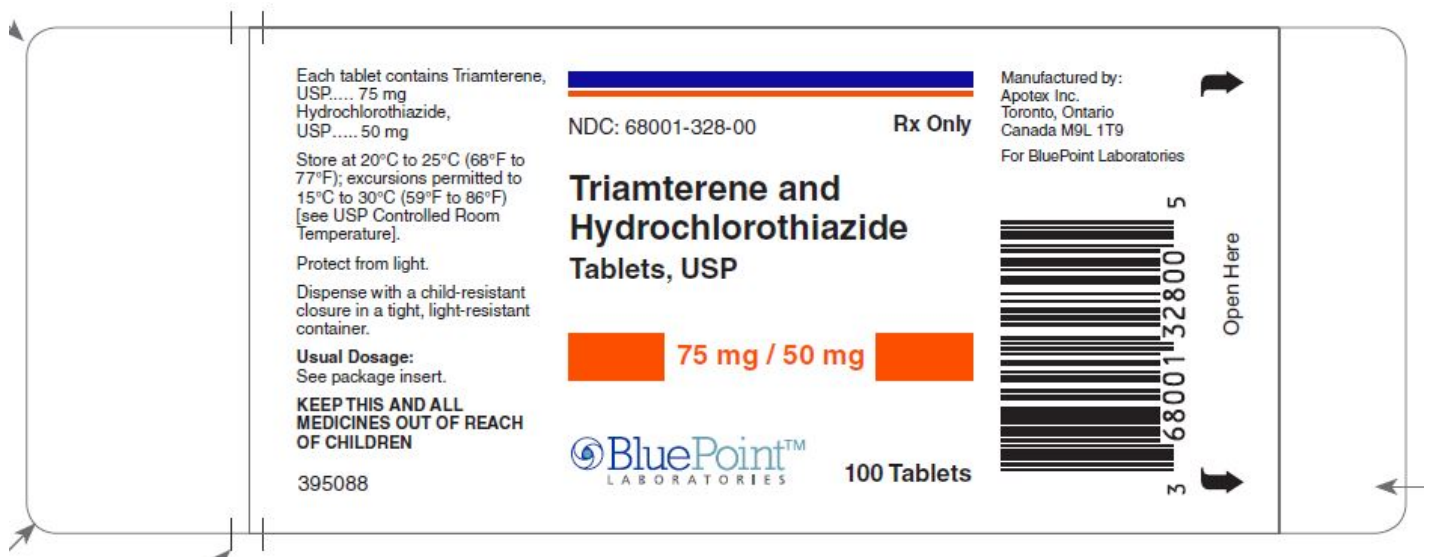 Each tablet contains Triamterene,
USP..... 75 mg
Hydrochlorothiazide,
USP..... 50 mg
Store at 20°C to 25°C (68°F to
77°F); excursions permitted to
15°C to 30°C (59°F to 86°F)
[see USP Controlled Room
Temperature].
Protect from light.
Dispense with a child-resistant
closure in a tight, light-resistant
container.
Usual Dosage:
See package insert.
KEEP THIS AND ALL
MEDICINES OUT OF REACH
OF CHILDREN
395088
NDC: 68001-328-00 Rx Only
Triamterene and
Hydrochlorothiazide
Tablets, USP
75 mg / 50 mg
BluePoint™
LABORATORIES
100 Tablets
Manufactured by:
Apotex Inc.
Toronto, Ontario
Canada M9L 1T9
For BluePoint Laboratories
3 68001 32800 5
Open Here